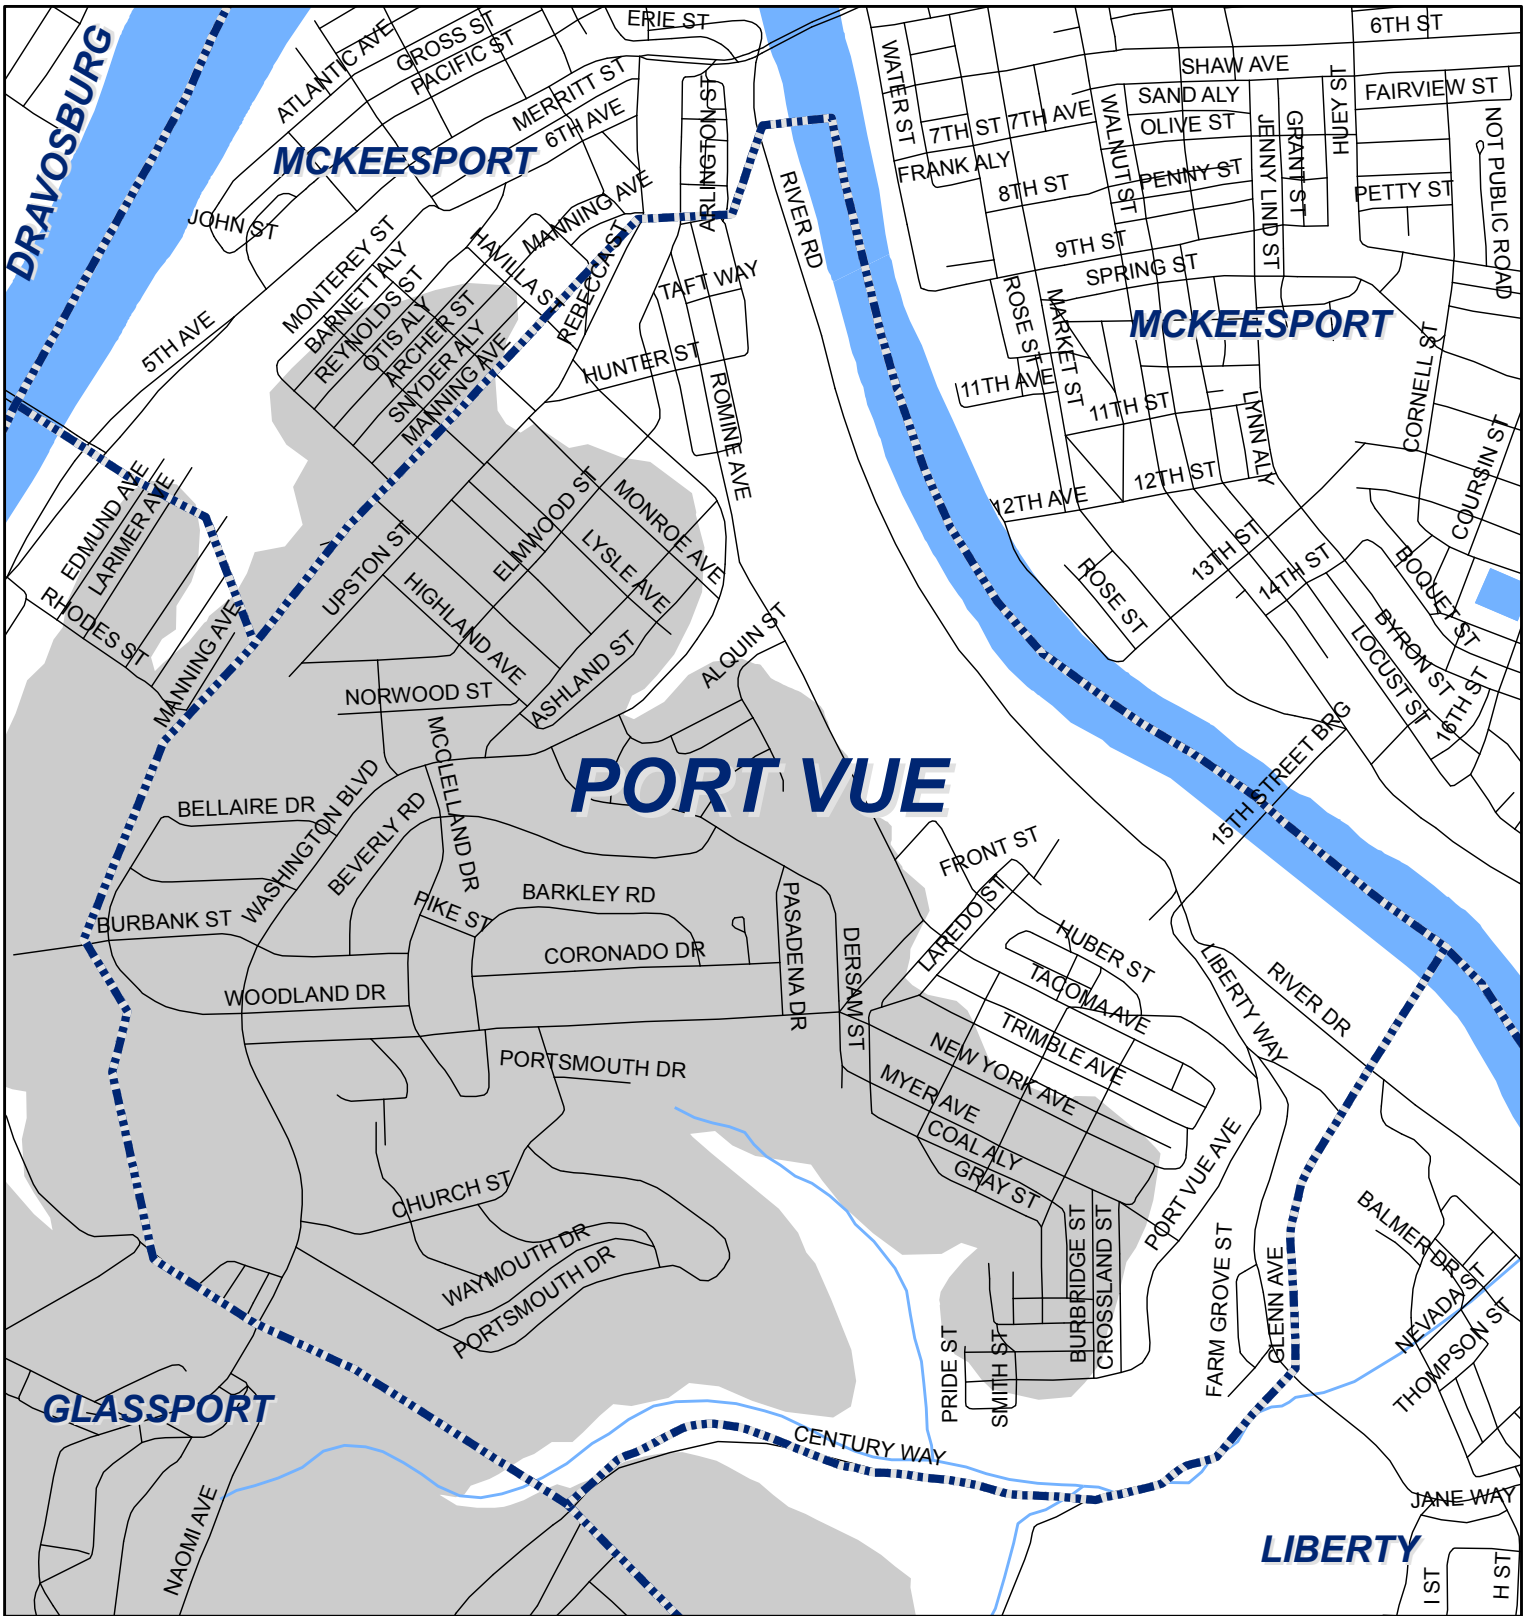 ERIE ST
6TH ST
GROSS ST
ATLANTIC AVE
PACIFIC ST
DRAVOSBURG
WATER ST
SHAW AVE
HUEY ST
FAIRVIEW ST
MERRITT ST
SAND ALY
6TH AVE
ARLINGTON ST
7TH ST
7TH AVE
WALNUT ST
OLIVE ST
JENNY LIND ST
GRANT ST
NOT PUBLIC ROAD
MCKEESPORT
FRANK ALY
PENNY ST
8TH ST
PETTY ST
MANNING AVE
RIVER RD
JOHN ST
MONTEREY ST
HAVILLA ST
REBECCA ST
9TH ST
BARNETT ALY
REYNOLDS ST
TAFT WAY
SPRING ST
OTIS ALY
ARCHER ST
ROSE ST
MARKET ST
MCKEESPORT
5TH AVE
SNYDER ALY
MANNING AVE
HUNTER ST
CORNELL ST
11TH AVE
ROMINE AVE
11TH ST
LYNN ALY
COURSIN ST
EDMUND AVE
LARIMER AVE
12TH ST
12TH AVE
ELMWOOD ST
MONROE AVE
UPSTON ST
LYSLE AVE
13TH ST
14TH ST
BOQUET ST
RHODES ST
HIGHLAND AVE
ROSE ST
BYRON ST
MANNING AVE
ALQUIN ST
LOCUST ST
ASHLAND ST
16TH ST
NORWOOD ST
MCCLELLAND DR
15TH STREET BRG
PORT VUE
BELLAIRE DR
WASHINGTON BLVD
BEVERLY RD
FRONT ST
BARKLEY RD
PASADENA DR
LAREDO ST
BURBANK ST
PIKE ST
HUBER ST
CORONADO DR
DERSAM ST
LIBERTY WAY
RIVER DR
WOODLAND DR
TACOMA AVE
TRIMBLE AVE
NEW YORK AVE
PORTSMOUTH DR
MYER AVE
COAL ALY
GRAY ST
PORT VUE AVE
CHURCH ST
BURBRIDGE ST
CROSSLAND ST
BALMER DR
WAYMOUTH DR
PORTSMOUTH DR
FARM GROVE ST
GLENN AVE
NEVADA ST
THOMPSON ST
PRIDE ST
SMITH ST
GLASSPORT
CENTURY WAY
NAOMI AVE
JANE WAY
LIBERTY
I ST
H ST